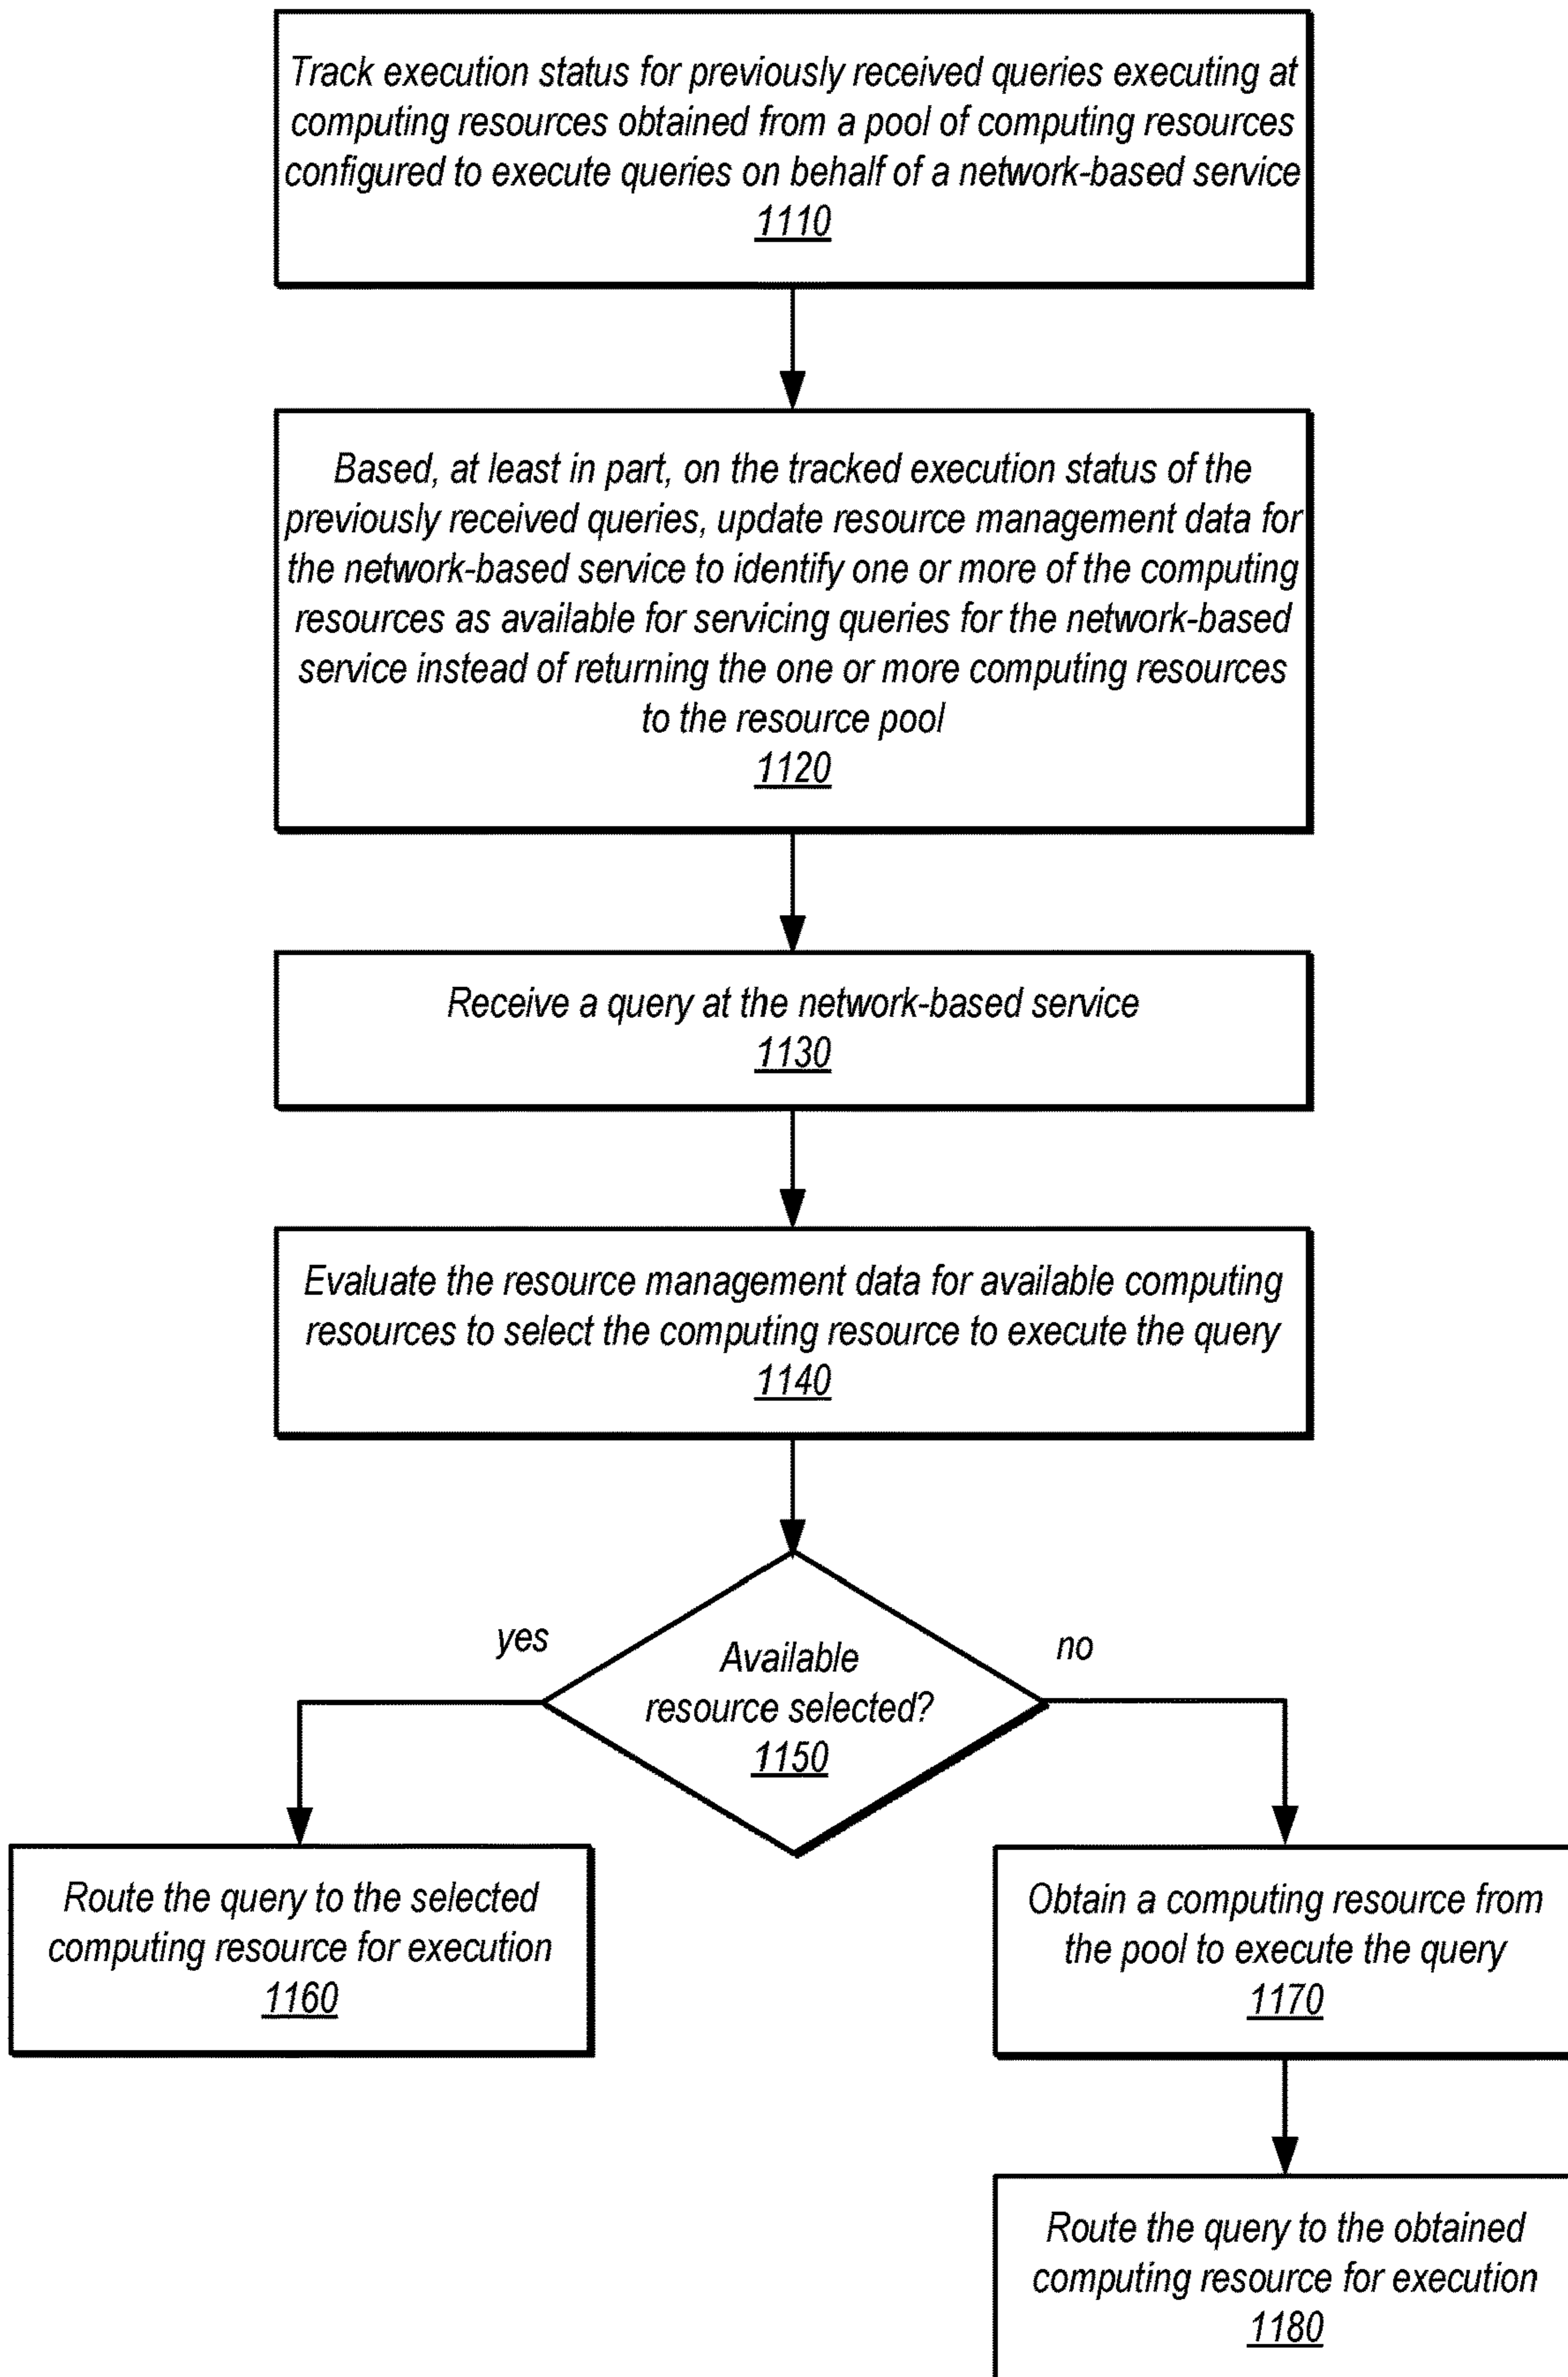 Track execution status for previously received queries executing at
computing resources obtained from a pool of computing resources
configured to execute queries on behalf of a network-based service
1110
Based, at least in part, on the tracked execution status of the
previously received queries, update resource management data for
the network-based service to identify one or more of the computing
resources as available for servicing queries for the network-based
service instead of returning the one or more computing resources
to the resource pool
1120
Receive a query at the network-based service
1130
Evaluate the resource management data for available computing
resources to select the computing resource to execute the query
1140
yes
Available
resource selected?
1150
no
Route the query to the selected
computing resource for execution
1160
Obtain a computing resource from
the pool to execute the query
1170
Route the query to the obtained
computing resource for execution
1180